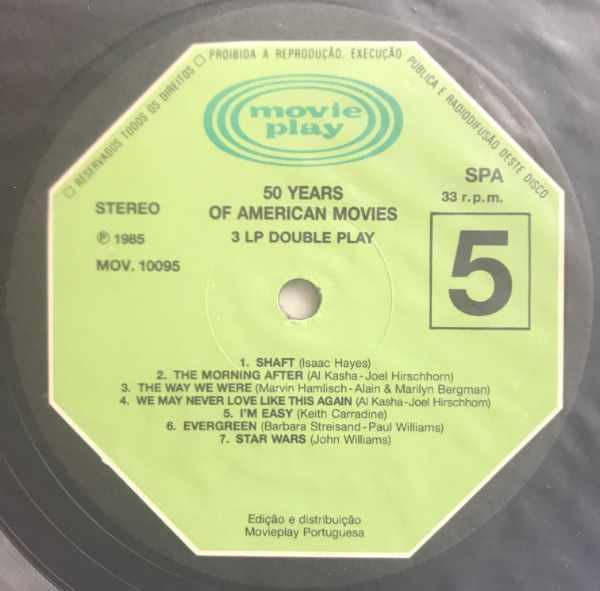 □ RESERVADOS TODOS OS DIREITOS □ PROIBIDA A REPRODUÇÃO, EXECUÇÃO PÚBLICA E RADIODIFUSÃO DESTE DISCO
movie
play
SPA
33 r.p.m.
50 YEARS
OF AMERICAN MOVIES
3 LP DOUBLE PLAY
STEREO
℗ 1985
MOV. 10095
5
1. SHAFT (Isaac Hayes)
2. THE MORNING AFTER (Al Kasha - Joel Hirschhorn)
3. THE WAY WE WERE (Marvin Hamlisch - Alain & Marilyn Bergman)
4. WE MAY NEVER LOVE LIKE THIS AGAIN (Al Kasha-Joel Hirschhorn)
5. I'M EASY (Keith Carradine)
6. EVERGREEN (Barbara Streisand - Paul Williams)
7. STAR WARS (John Williams)
Edição e distribuição
Movieplay Portuguesa